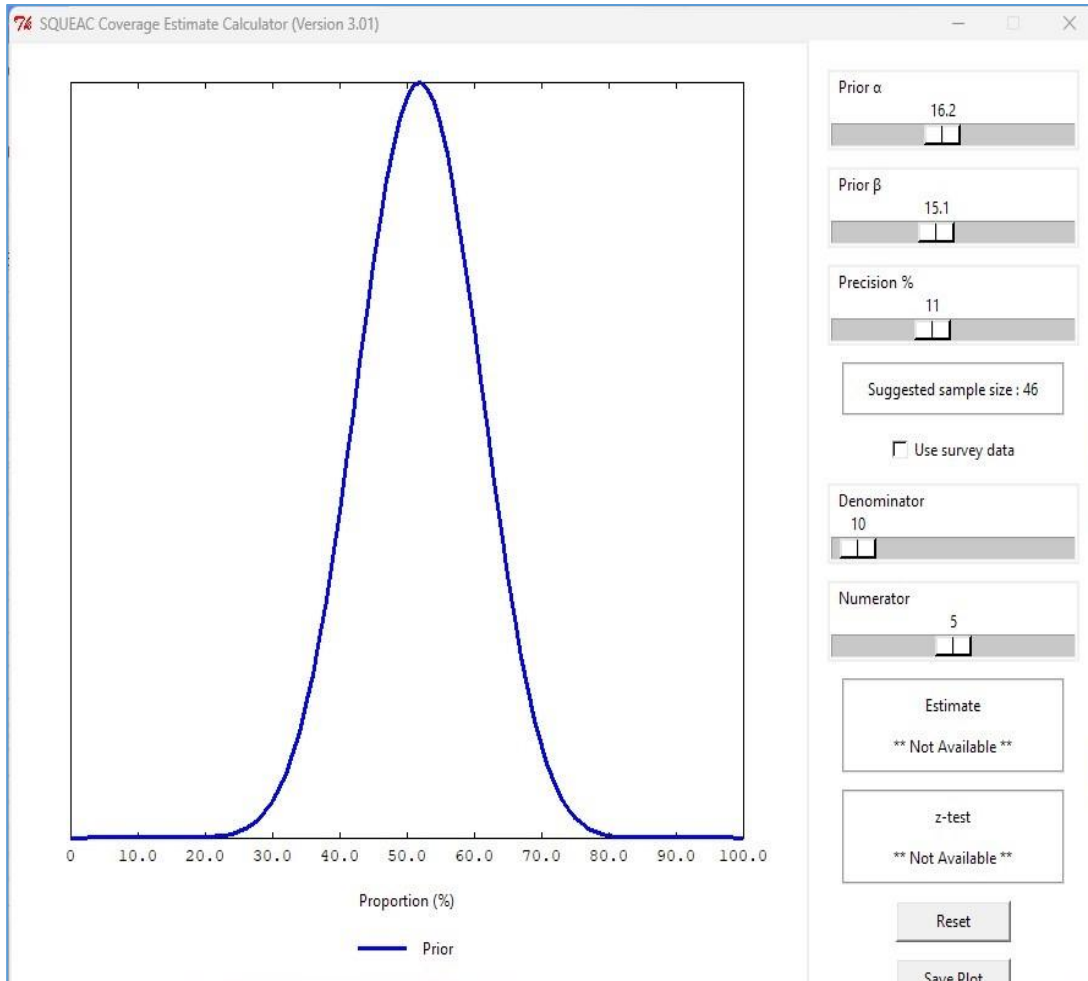 SQUEAC Coverage Estimate Calculator (Version 3.01)
Prior α
16.2
Prior β
15.1
Precision %
11
Suggested sample size : 46
Use survey data
Denominator
10
Numerator
5
Estimate
** Not Available **
z-test
** Not Available **
Reset
Save Plot
0 10.0 20.0 30.0 40.0 50.0 60.0 70.0 80.0 90.0 100.0
Proportion (%)
Prior